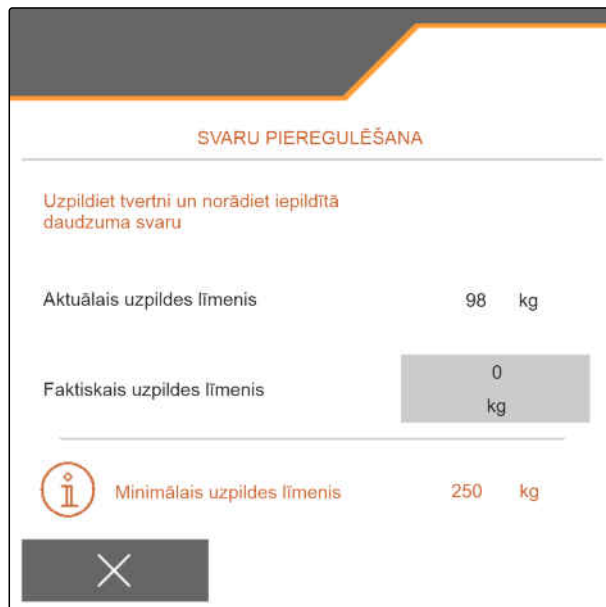 SVARU PIEREGULĒŠANA
Uzpildiet tvertni un norādiet iepildītā
daudzuma svaru
Aktuālais uzpildes līmenis 98 kg
Faktiskais uzpildes līmenis 0 kg
Minimālais uzpildes līmenis 250 kg